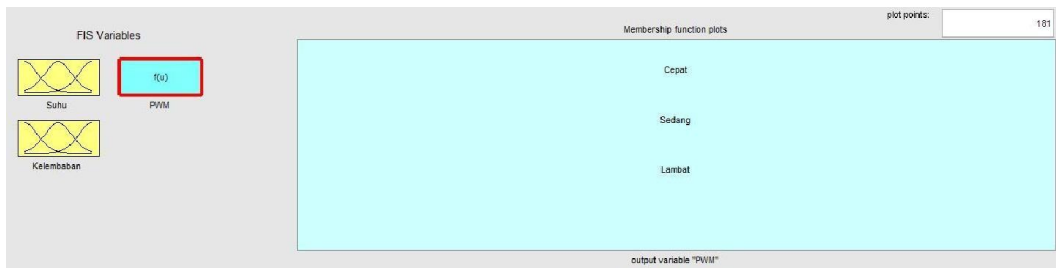 FIS Variables
f(u)
Suhu
PWM
Kelembaban
plot points:
181
Membership function plots
Cepat
Sedang
Lambat
output variable "PWM"